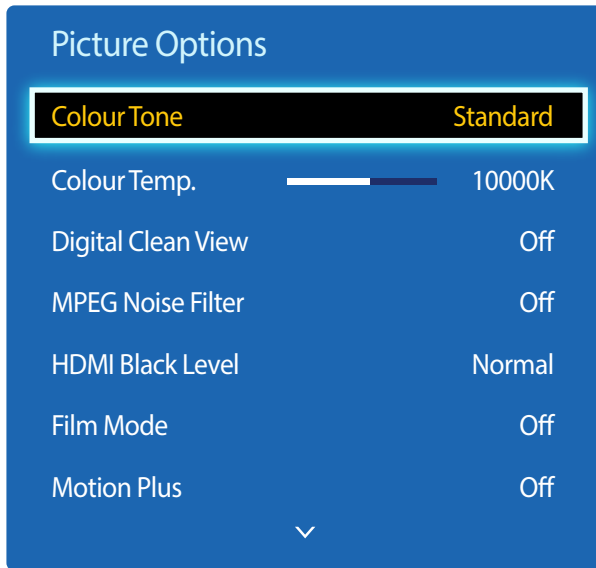 Picture Options
Colour Tone Standard
Colour Temp. 10000K
Digital Clean View Off
MPEG Noise Filter Off
HDMI Black Level Normal
Film Mode Off
Motion Plus Off